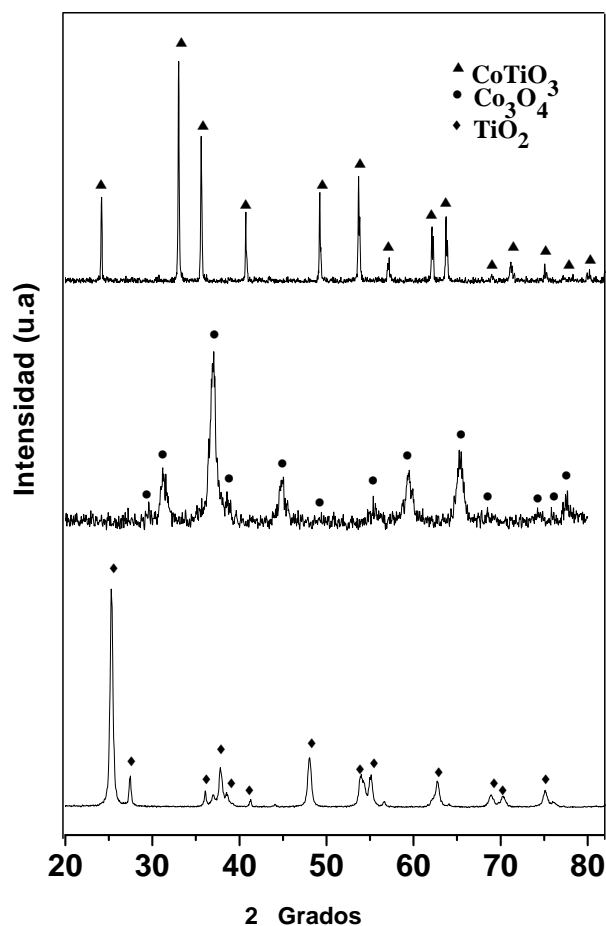 ▲ CoTiO₃
● Co₃O₄
♦ TiO₂
Intensidad (u.a)
20 30 40 50 60 70 80
2 Grados